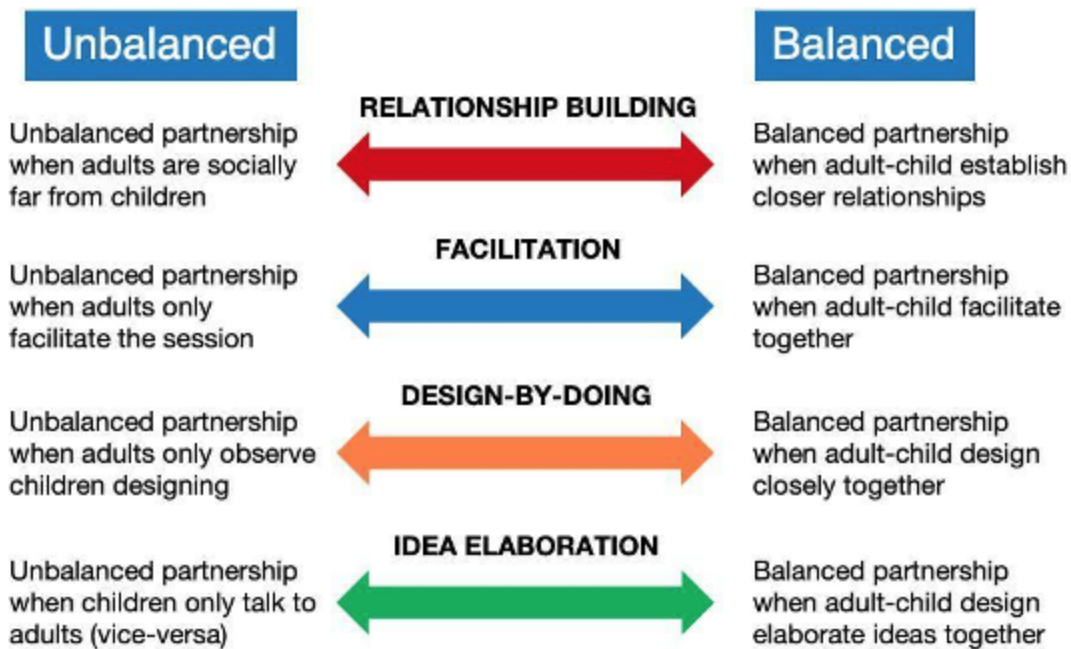 Unbalanced
Balanced
RELATIONSHIP BUILDING
Unbalanced partnership
when adults are socially
far from children
Balanced partnership
when adult-child establish
closer relationships
FACILITATION
Unbalanced partnership
when adults only
facilitate the session
Balanced partnership
when adult-child facilitate
together
DESIGN-BY-DOING
Unbalanced partnership
when adults only observe
children designing
Balanced partnership
when adult-child design
closely together
IDEA ELABORATION
Unbalanced partnership
when children only talk to
adults (vice-versa)
Balanced partnership
when adult-child design
elaborate ideas together